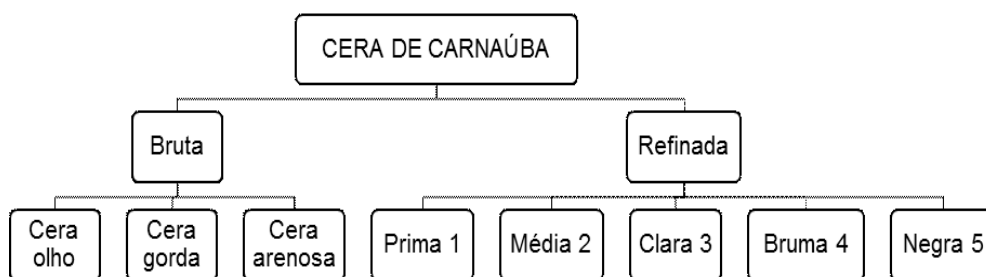 CERA DE CARNAÚBA
Bruta
Refinada
Cera
olho
Cera
gorda
Cera
arenosa
Prima 1
Média 2
Clara 3
Bruma 4
Negra 5